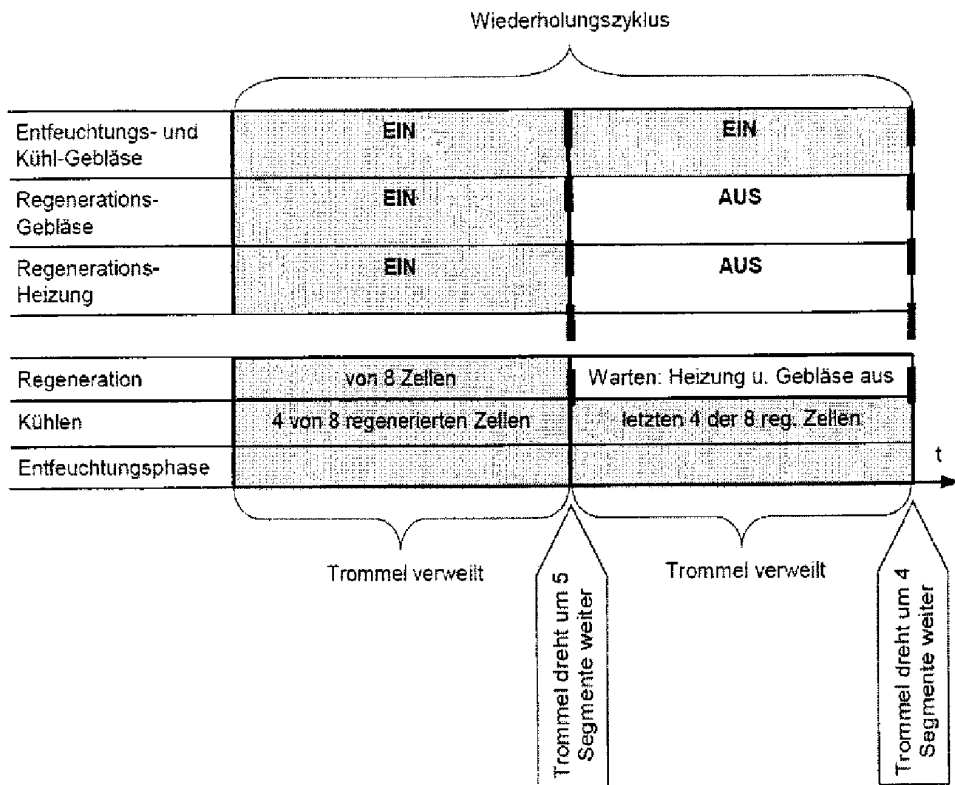 Wiederholungszyklus
Entfeuchtungs- und
Kühl-Gebläse
EIN
EIN
Regenerations-
Gebläse
EIN
AUS
Regenerations-
Heizung
EIN
AUS
Regeneration
von 8 Zellen
Warten: Heizung u. Gebläse aus
Kühlen
4 von 8 regenerierten Zellen
letzten 4 der 8 reg. Zellen
Entfeuchtungsphase
t
Trommel verweilt
Trommel verweilt
Trommel dreht um 5
Segmente weiter
Trommel dreht um 4
Segmente weiter